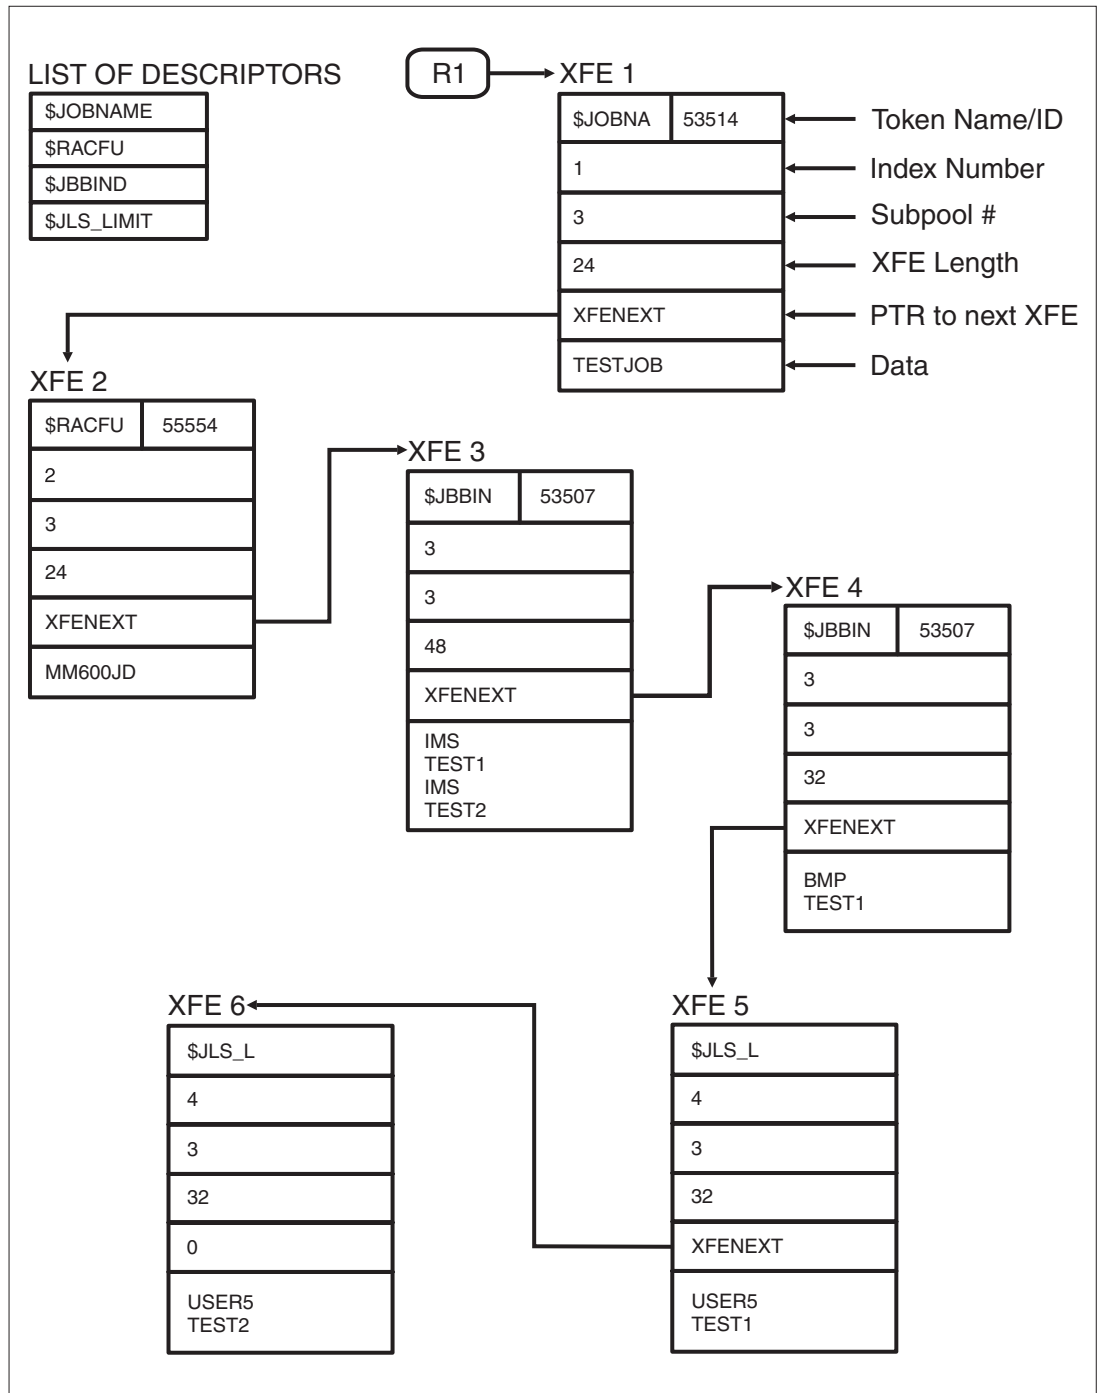 LIST OF DESCRIPTORS
$JOBNAME
$RACFU
$JBBIND
$JLS_LIMIT
R1
XFE 1
$JOBNA 53514
Token Name/ID
1
Index Number
3
Subpool #
24
XFE Length
XFENEXT
PTR to next XFE
TESTJOB
Data
XFE 2
$RACFU 55554
2
3
24
XFENEXT
MM600JD
XFE 3
$JBBIN 53507
3
3
48
XFENEXT
IMS
TEST1
IMS
TEST2
XFE 4
$JBBIN 53507
3
3
32
XFENEXT
BMP
TEST1
XFE 5
$JLS_L
4
3
32
XFENEXT
USER5
TEST1
XFE 6
$JLS_L
4
3
32
0
USER5
TEST2